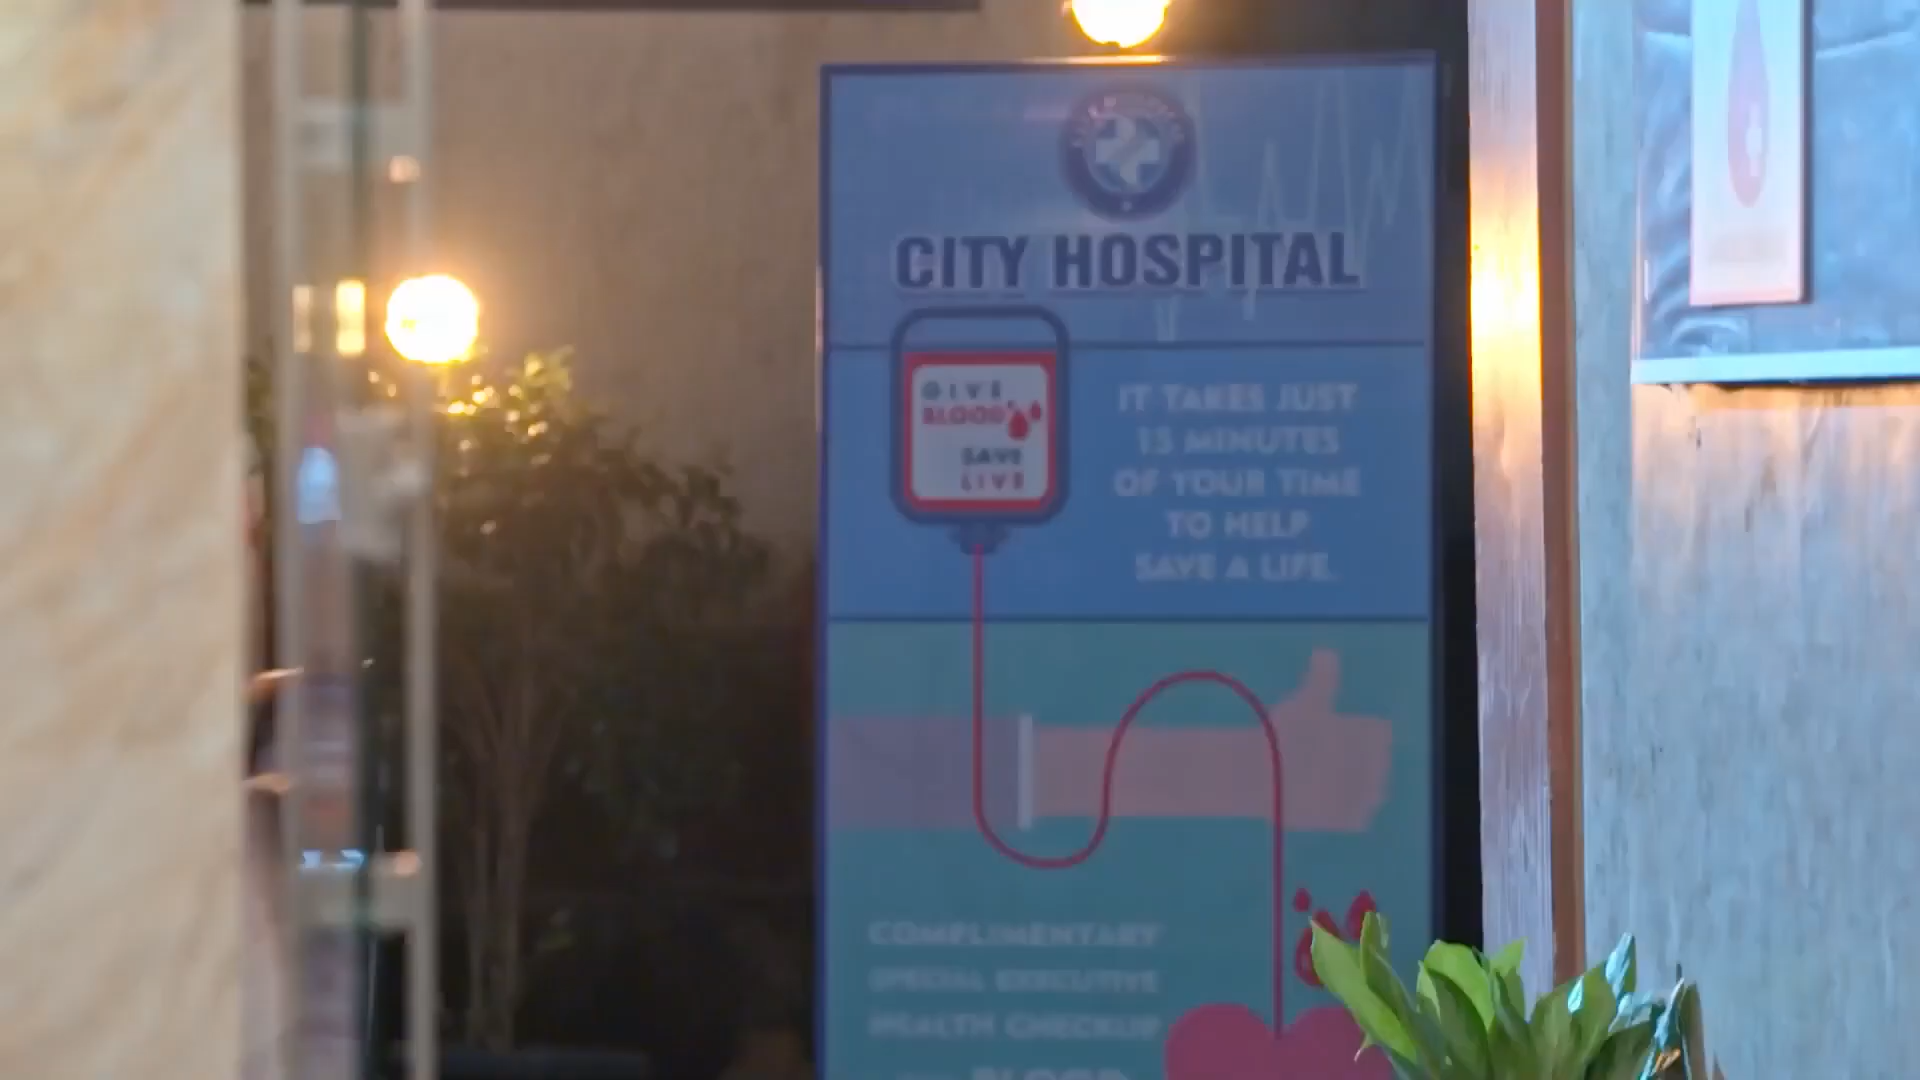 CITY HOSPITAL
GIVE
BLOOD
SAVE
LIVE
IT TAKES JUST
15 MINUTES
OF YOUR TIME
TO HELP
SAVE A LIFE.
COMPLIMENTARY
SPECIAL EXECUTIVE
HEALTH CHECKUP
BLOOD